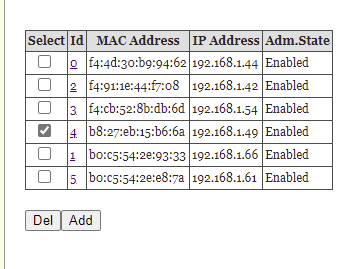 Select Id MAC Address IP Address Adm.State
0 f4:4d:30:b9:94:62 192.168.1.44 Enabled
2 f4:91:1e:44:f7:08 192.168.1.42 Enabled
3 f4:cb:52:8b:db:6d 192.168.1.54 Enabled
4 b8:27:eb:15:b6:6a 192.168.1.49 Enabled
1 b0:c5:54:2e:93:33 192.168.1.66 Enabled
5 b0:c5:54:2e:e8:7a 192.168.1.61 Enabled
Del Add